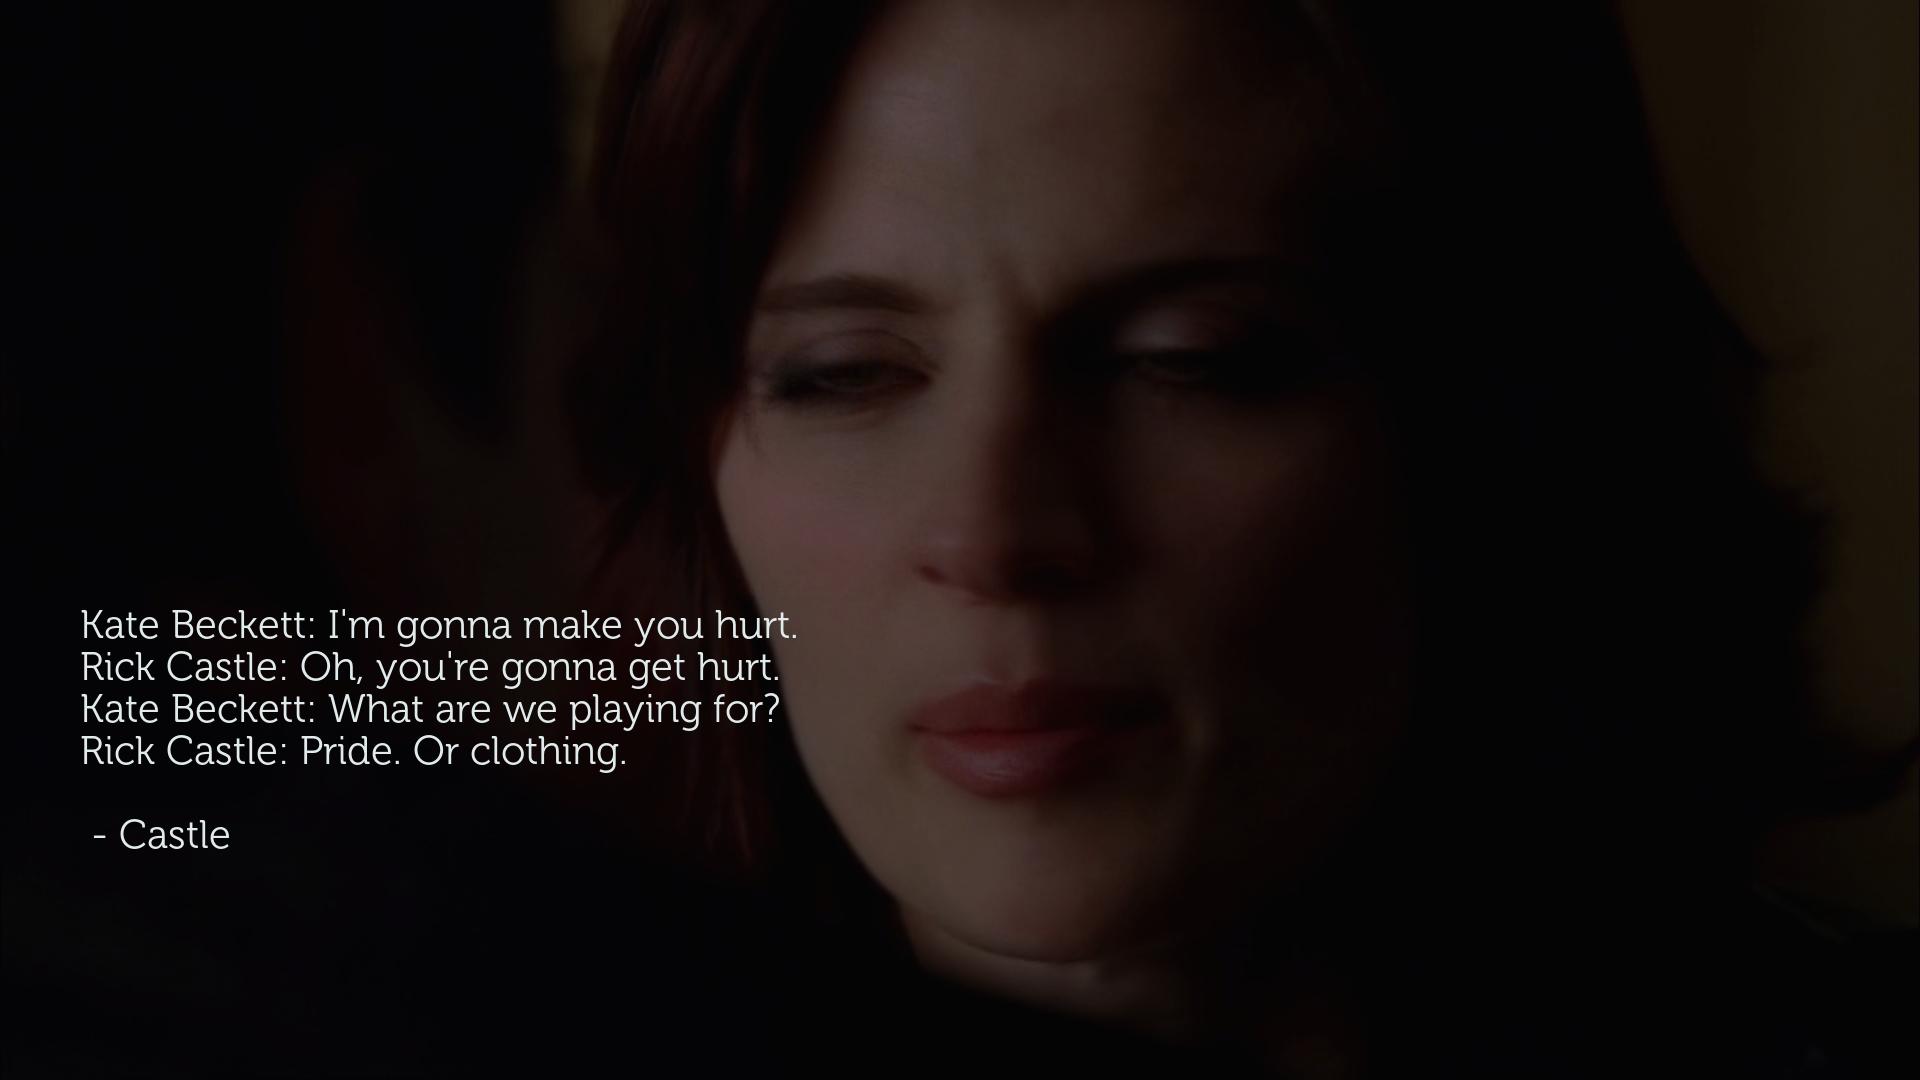 Kate Beckett: I'm gonna make you hurt.
Rick Castle: Oh, you're gonna get hurt.
Kate Beckett: What are we playing for?
Rick Castle: Pride. Or clothing.
- Castle